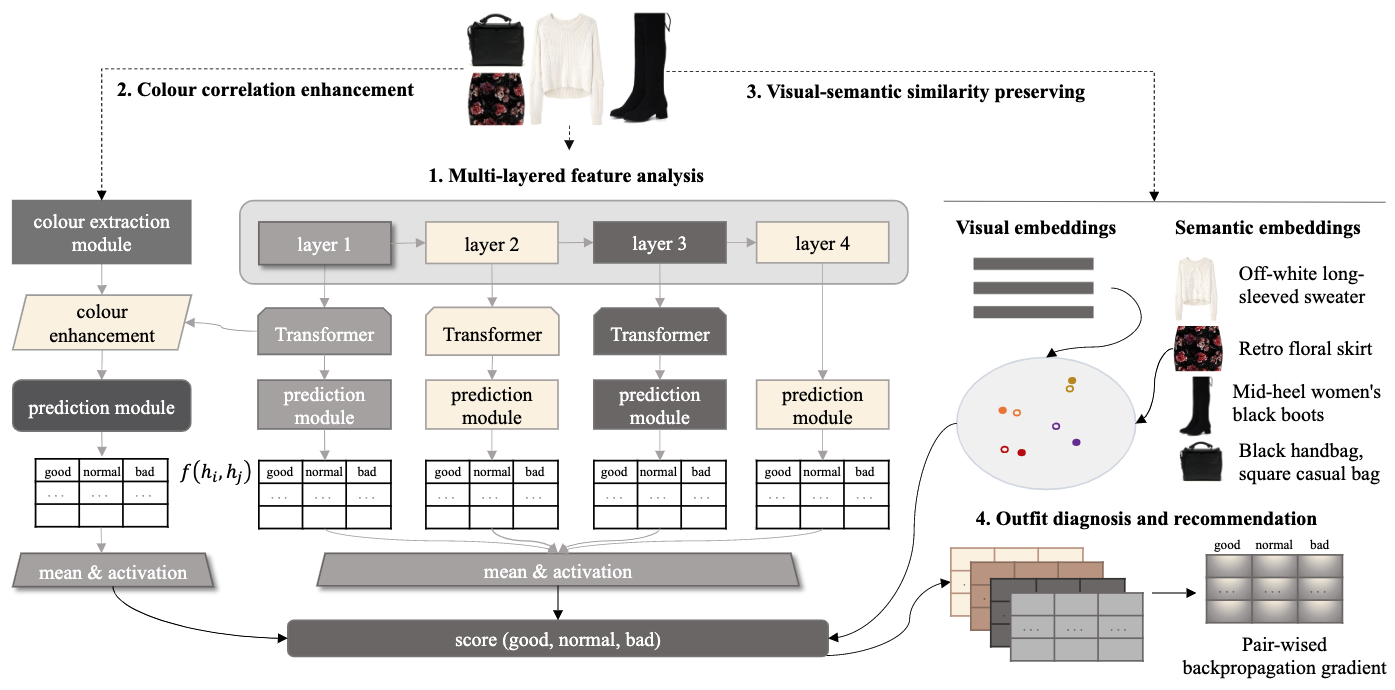 2. Colour correlation enhancement
3. Visual-semantic similarity preserving
1. Multi-layered feature analysis
colour extraction
module
colour
enhancement
prediction module
good normal bad
. . . . . . . . .
mean & activation
layer 1
layer 2
layer 3
layer 4
Transformer
Transformer
Transformer
prediction
module
prediction
module
prediction
module
prediction
module
f(hi, hj)
good normal bad
. . . . . . . . .
good normal bad
. . . . . . . . .
good normal bad
. . . . . . . . .
good normal bad
. . . . . . . . .
mean & activation
score (good, normal, bad)
Visual embeddings
Semantic embeddings
Off-white long-
sleeved sweater
Retro floral skirt
Mid-heel women's
black boots
Black handbag,
square casual bag
4. Outfit diagnosis and recommendation
. . . . . . . . .
good normal bad
. . . . . . . . .
Pair-wised
backpropagation gradient